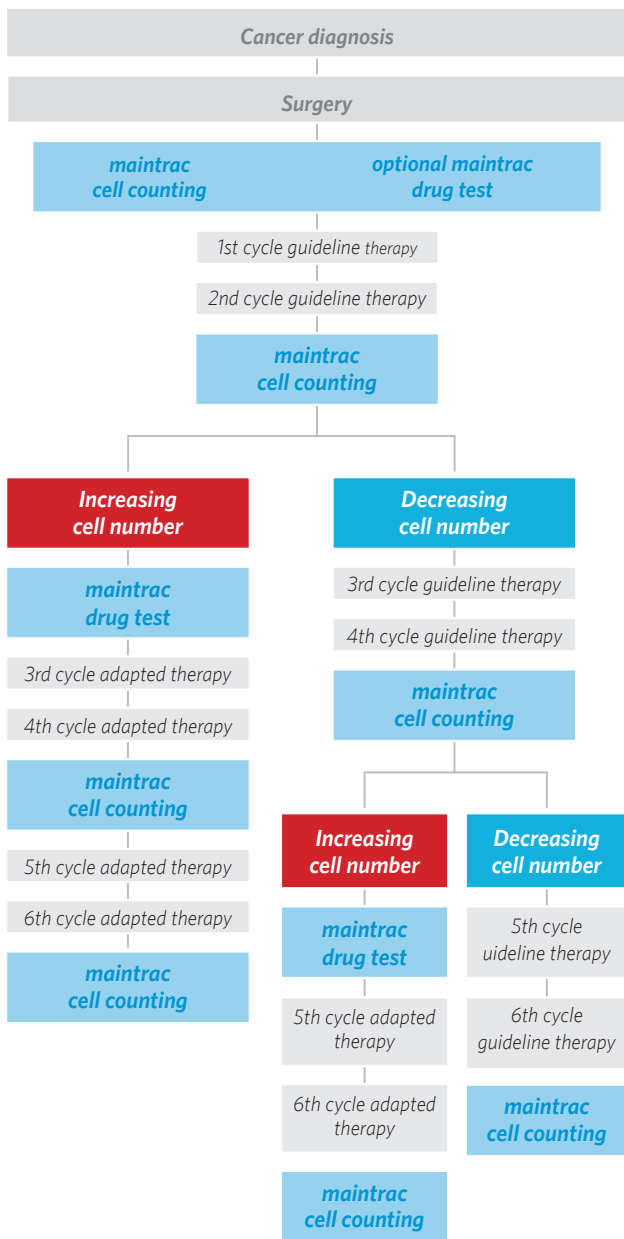 Cancer diagnosis
Surgery
maintrac
cell counting
optional maintrac
drug test
1st cycle guideline therapy
2nd cycle guideline therapy
maintrac
cell counting
Increasing
cell number
maintrac
drug test
3rd cycle adapted therapy
4th cycle adapted therapy
maintrac
cell counting
5th cycle adapted therapy
6th cycle adapted therapy
maintrac
cell counting
Decreasing
cell number
3rd cycle guideline therapy
4th cycle guideline therapy
maintrac
cell counting
Increasing
cell number
maintrac
drug test
5th cycle adapted
therapy
6th cycle adapted
therapy
maintrac
cell counting
Decreasing
cell number
5th cycle
uideline therapy
6th cycle
guideline therapy
maintrac
cell counting